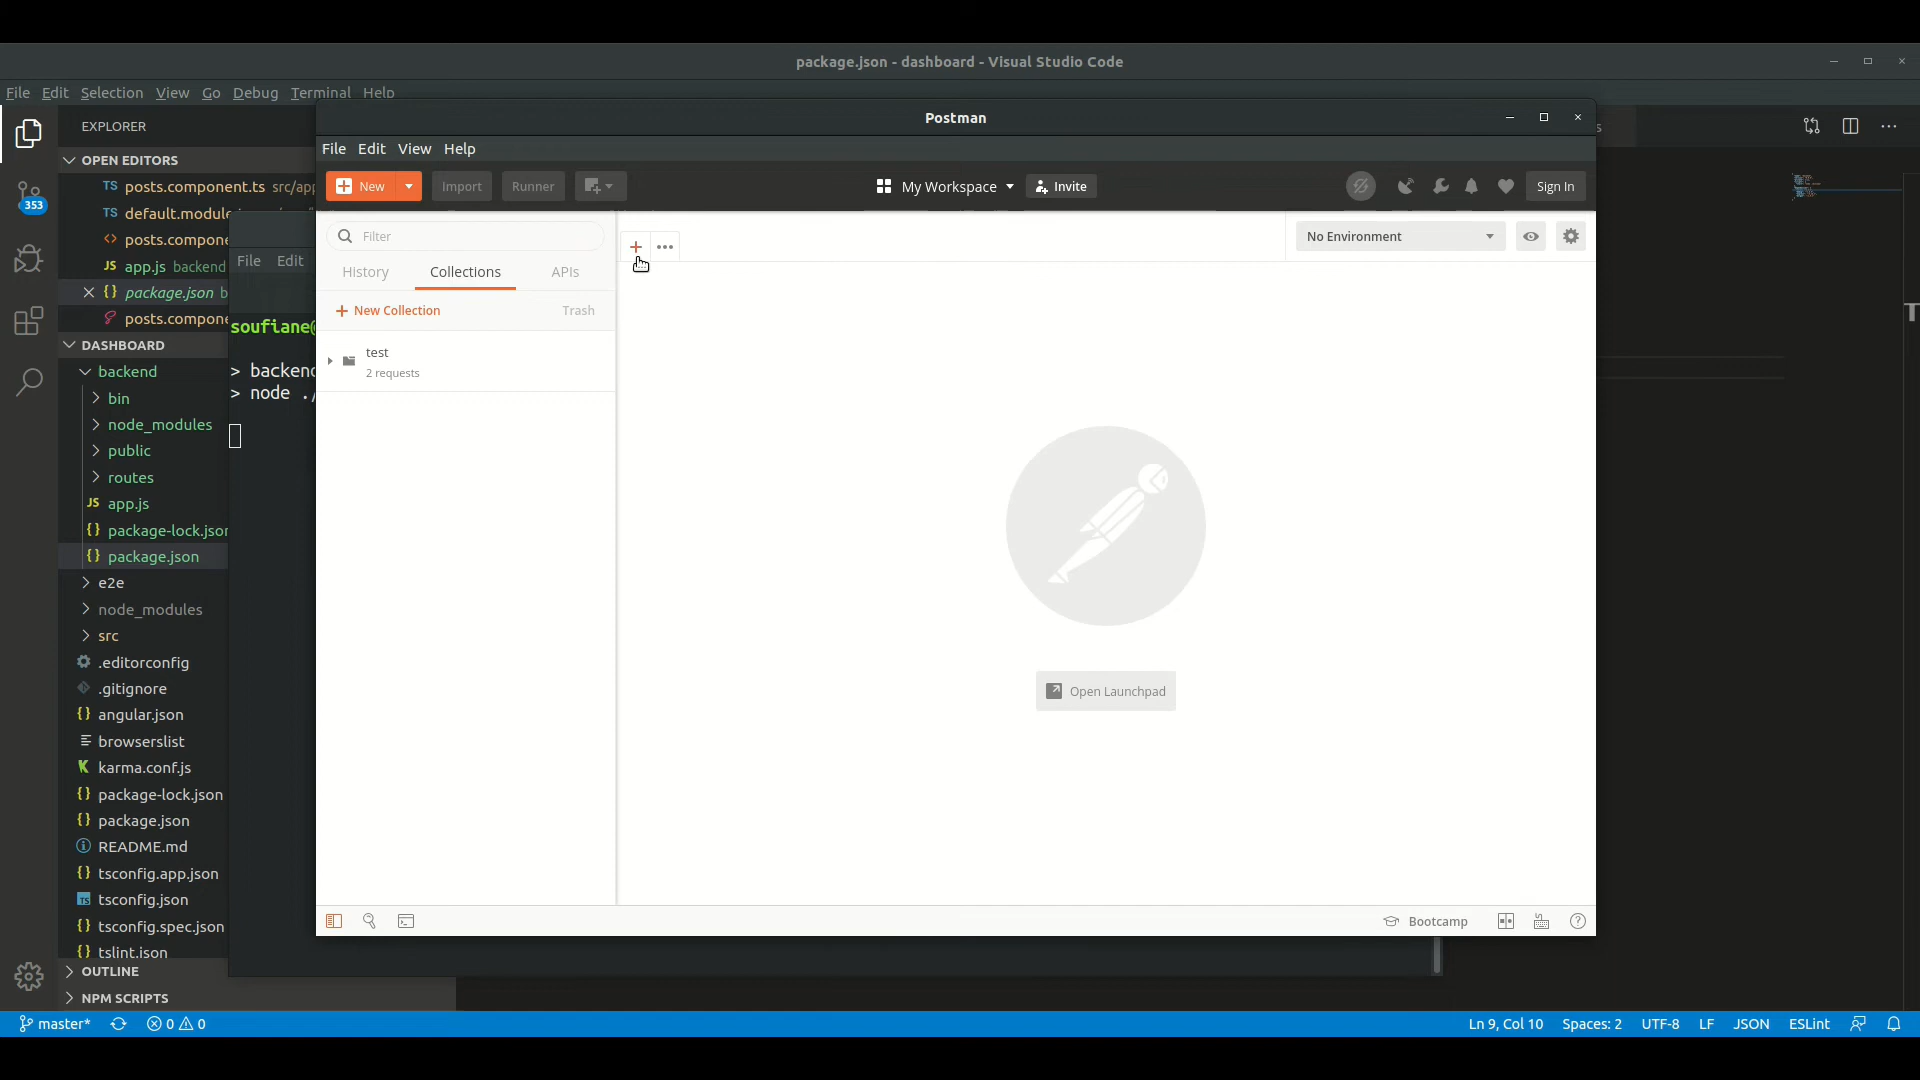 package.json - dashboard - Visual Studio Code
File Edit Selection View Go Debug Terminal Help
EXPLORER
OPEN EDITORS
TS posts.component.ts src/app
TS default.module
<> posts.compone
JS app.js backend
{} package.json b
posts.compone
353
DASHBOARD
backend
bin
node_modules
public
routes
JS app.js
{} package-lock.json
{} package.json
e2e
node_modules
src
.editorconfig
.gitignore
{} angular.json
browserslist
karma.conf.js
{} package-lock.json
{} package.json
README.md
{} tsconfig.app.json
TS tsconfig.json
{} tsconfig.spec.json
{} tslint.json
OUTLINE
NPM SCRIPTS
File Edit
soufiane@
> backend
> node ./
Postman
File Edit View Help
New
Import
Runner
My Workspace
Invite
Sign In
Filter
No Environment
History Collections APIs
+ New Collection
Trash
test
2 requests
Open Launchpad
Bootcamp
master* 0 0
Ln 9, Col 10 Spaces: 2 UTF-8 LF JSON ESLint